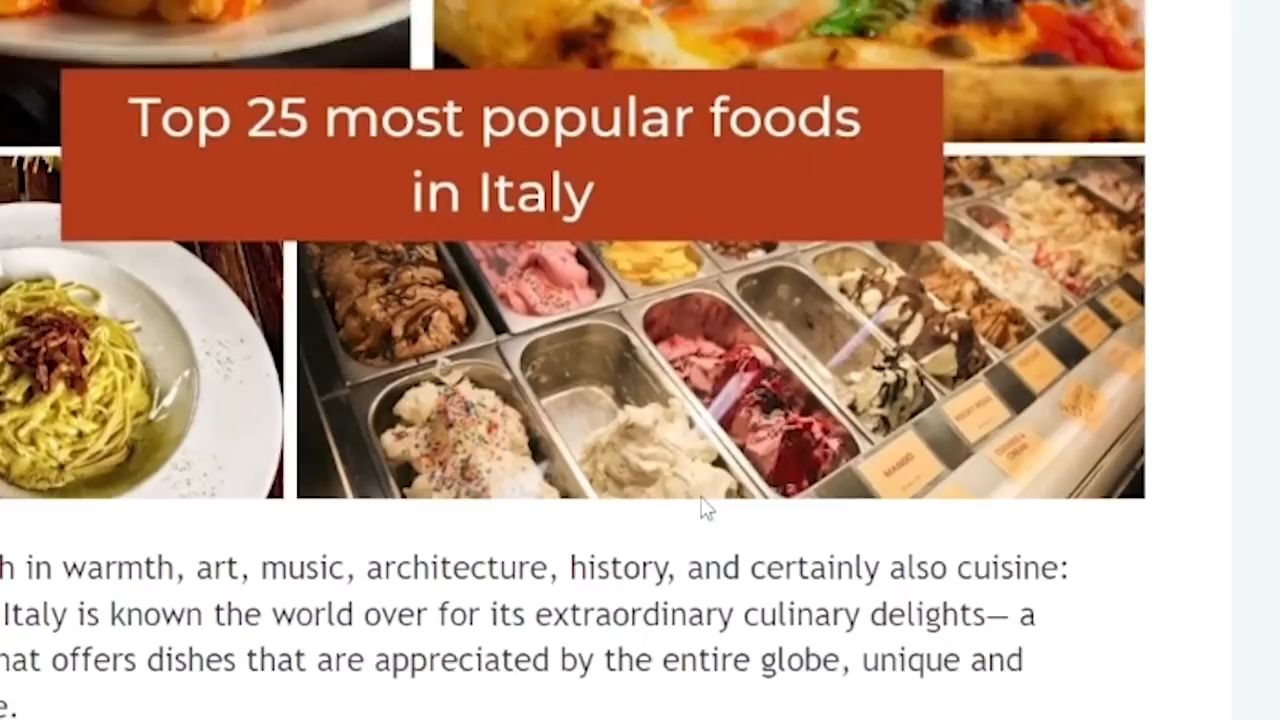 Top 25 most popular foods
in Italy
MANGO
h in warmth, art, music, architecture, history, and certainly also cuisine:
Italy is known the world over for its extraordinary culinary delights— a
hat offers dishes that are appreciated by the entire globe, unique and
e.